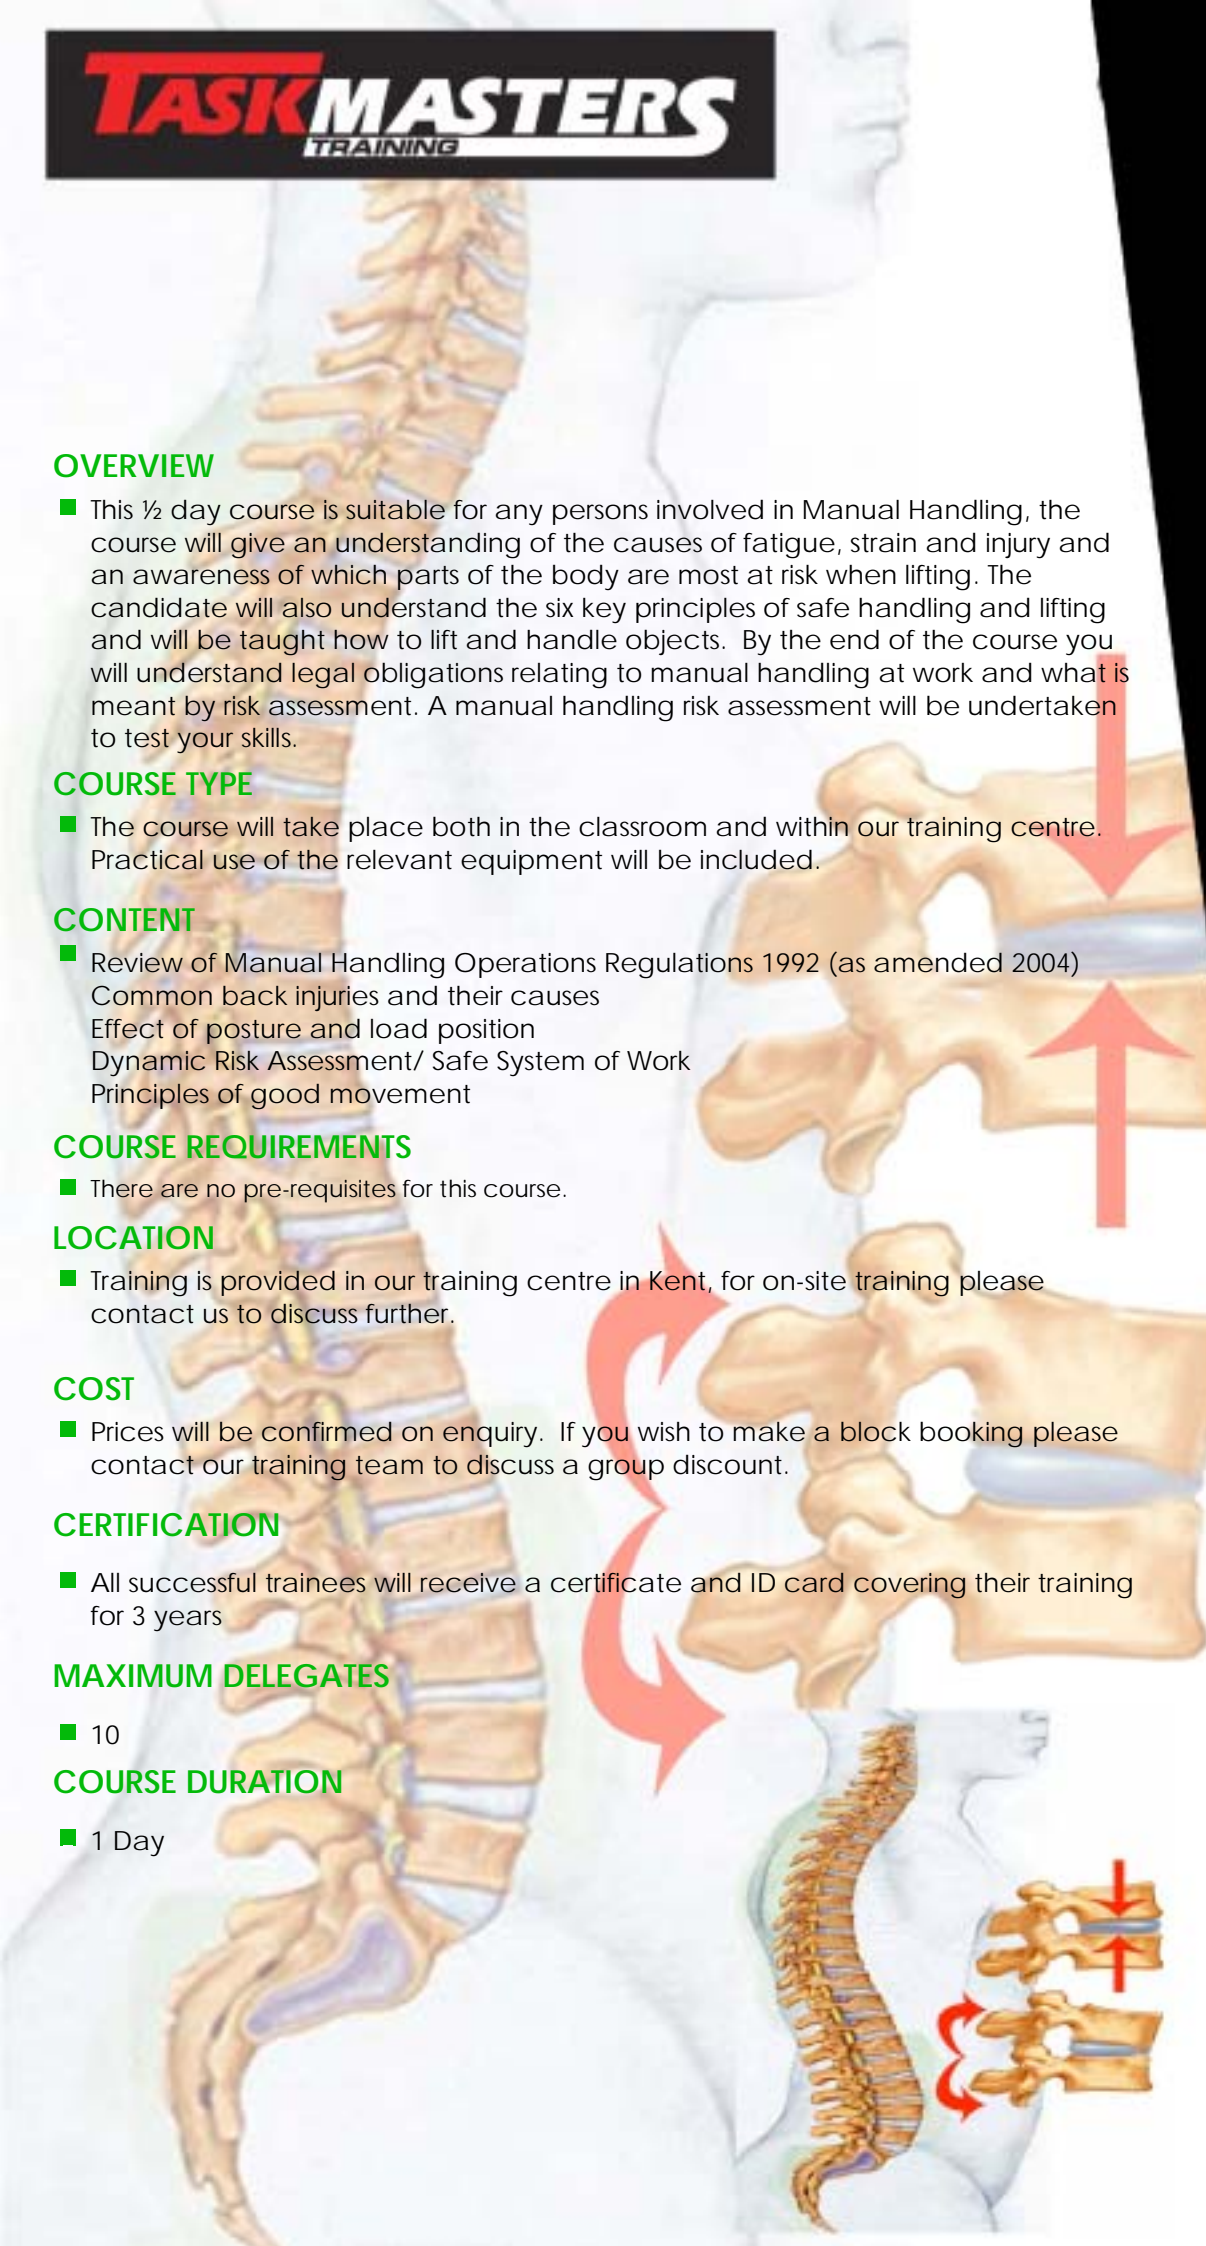 TASKMASTERS
TRAINING
OVERVIEW
This ½ day course is suitable for any persons involved in Manual Handling, the
course will give an understanding of the causes of fatigue, strain and injury and
an awareness of which parts of the body are most at risk when lifting. The
candidate will also understand the six key principles of safe handling and lifting
and will be taught how to lift and handle objects.  By the end of the course you
will understand legal obligations relating to manual handling at work and what is
meant by risk assessment. A manual handling risk assessment will be undertaken
to test your skills.
COURSE TYPE
The course will take place both in the classroom and within our training centre.
Practical use of the relevant equipment will be included.
CONTENT
Review of Manual Handling Operations Regulations 1992 (as amended 2004)
Common back injuries and their causes
Effect of posture and load position
Dynamic Risk Assessment/ Safe System of Work
Principles of good movement
COURSE REQUIREMENTS
There are no pre-requisites for this course.
LOCATION
Training is provided in our training centre in Kent, for on-site training please
contact us to discuss further.
COST
Prices will be confirmed on enquiry.  If you wish to make a block booking please
contact our training team to discuss a group discount.
CERTIFICATION
All successful trainees will receive a certificate and ID card covering their training
for 3 years
MAXIMUM DELEGATES
10
COURSE DURATION
1 Day